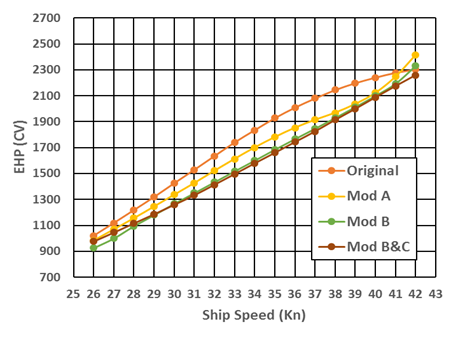 EHP (CV)
2700
2500
2300
2100
1900
1700
1500
1300
1100
900
700
Original
Mod A
Mod B
Mod B&C
25 26 27 28 29 30 31 32 33 34 35 36 37 38 39 40 41 42 43
Ship Speed (Kn)